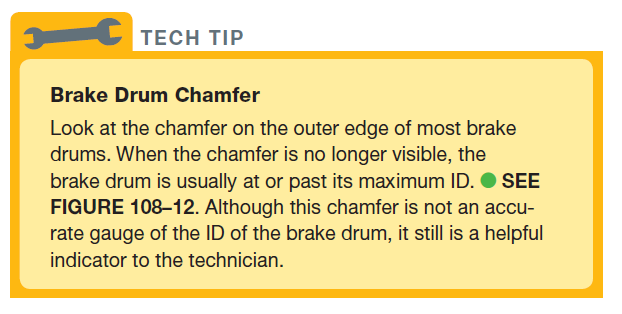 TECH TIP
Brake Drum Chamfer
Look at the chamfer on the outer edge of most brake
drums. When the chamfer is no longer visible, the
brake drum is usually at or past its maximum ID. ● SEE
FIGURE 108–12. Although this chamfer is not an accu-
rate gauge of the ID of the brake drum, it still is a helpful
indicator to the technician.